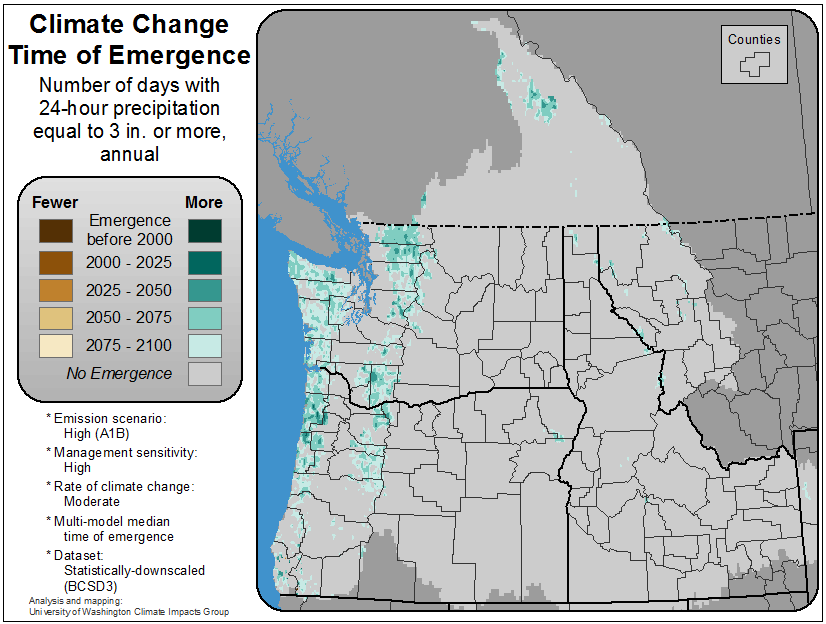 Climate Change
Time of Emergence
Number of days with
24-hour precipitation
equal to 3 in. or more,
annual
Fewer More
Emergence
before 2000
2000 - 2025
2025 - 2050
2050 - 2075
2075 - 2100
No Emergence
* Emission scenario:
High (A1B)
* Management sensitivity:
High
* Rate of climate change:
Moderate
* Multi-model median
time of emergence
* Dataset:
Statistically-downscaled
(BCSD3)
Analysis and mapping:
University of Washington Climate Impacts Group
Counties